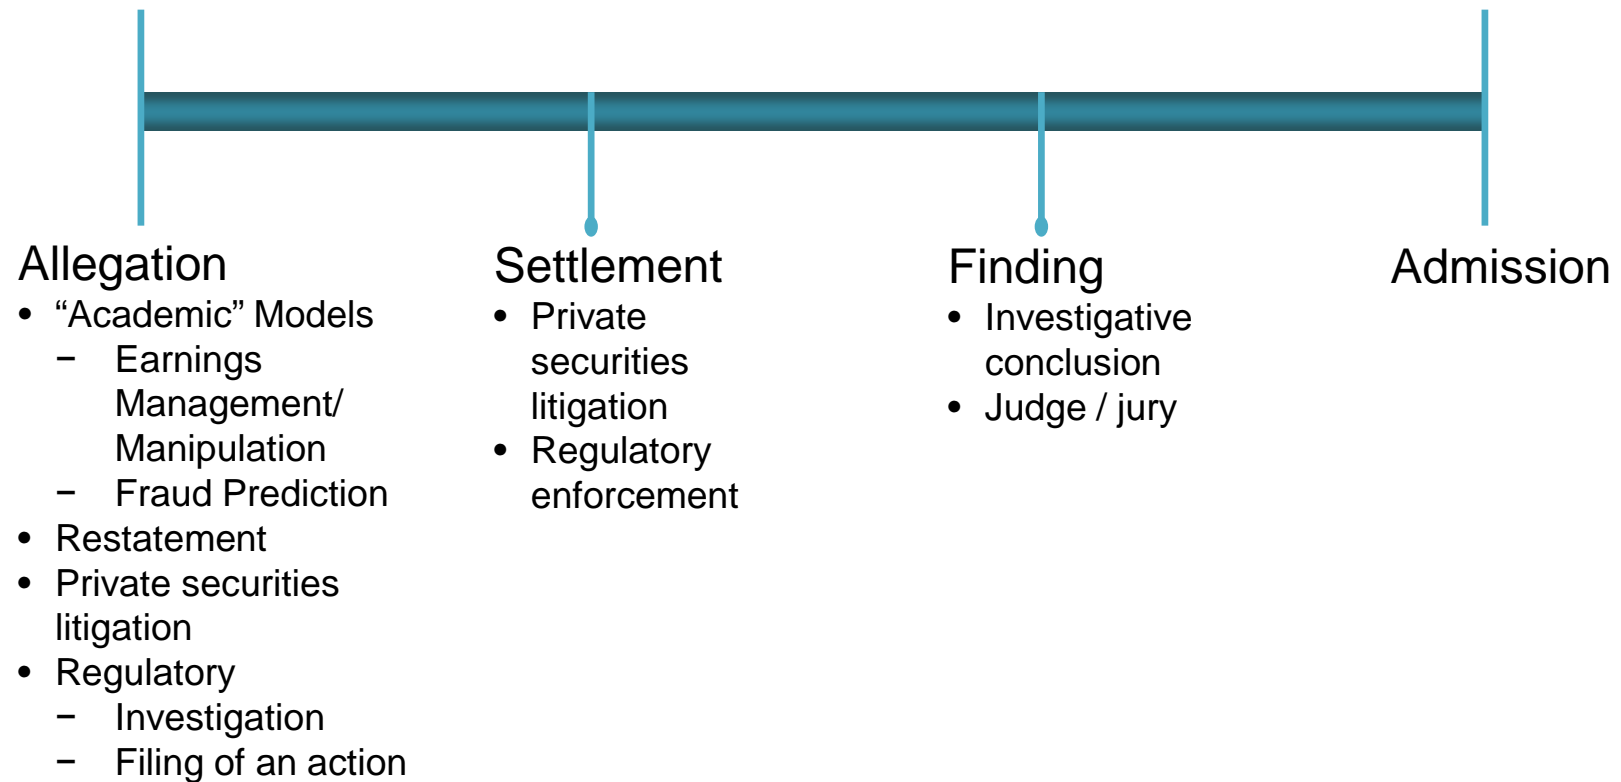 Allegation
• “Academic” Models
– Earnings
Management/
Manipulation
– Fraud Prediction
• Restatement
• Private securities
litigation
• Regulatory
– Investigation
– Filing of an action
Settlement
• Private
securities
litigation
• Regulatory
enforcement
Finding
• Investigative
conclusion
• Judge / jury
Admission